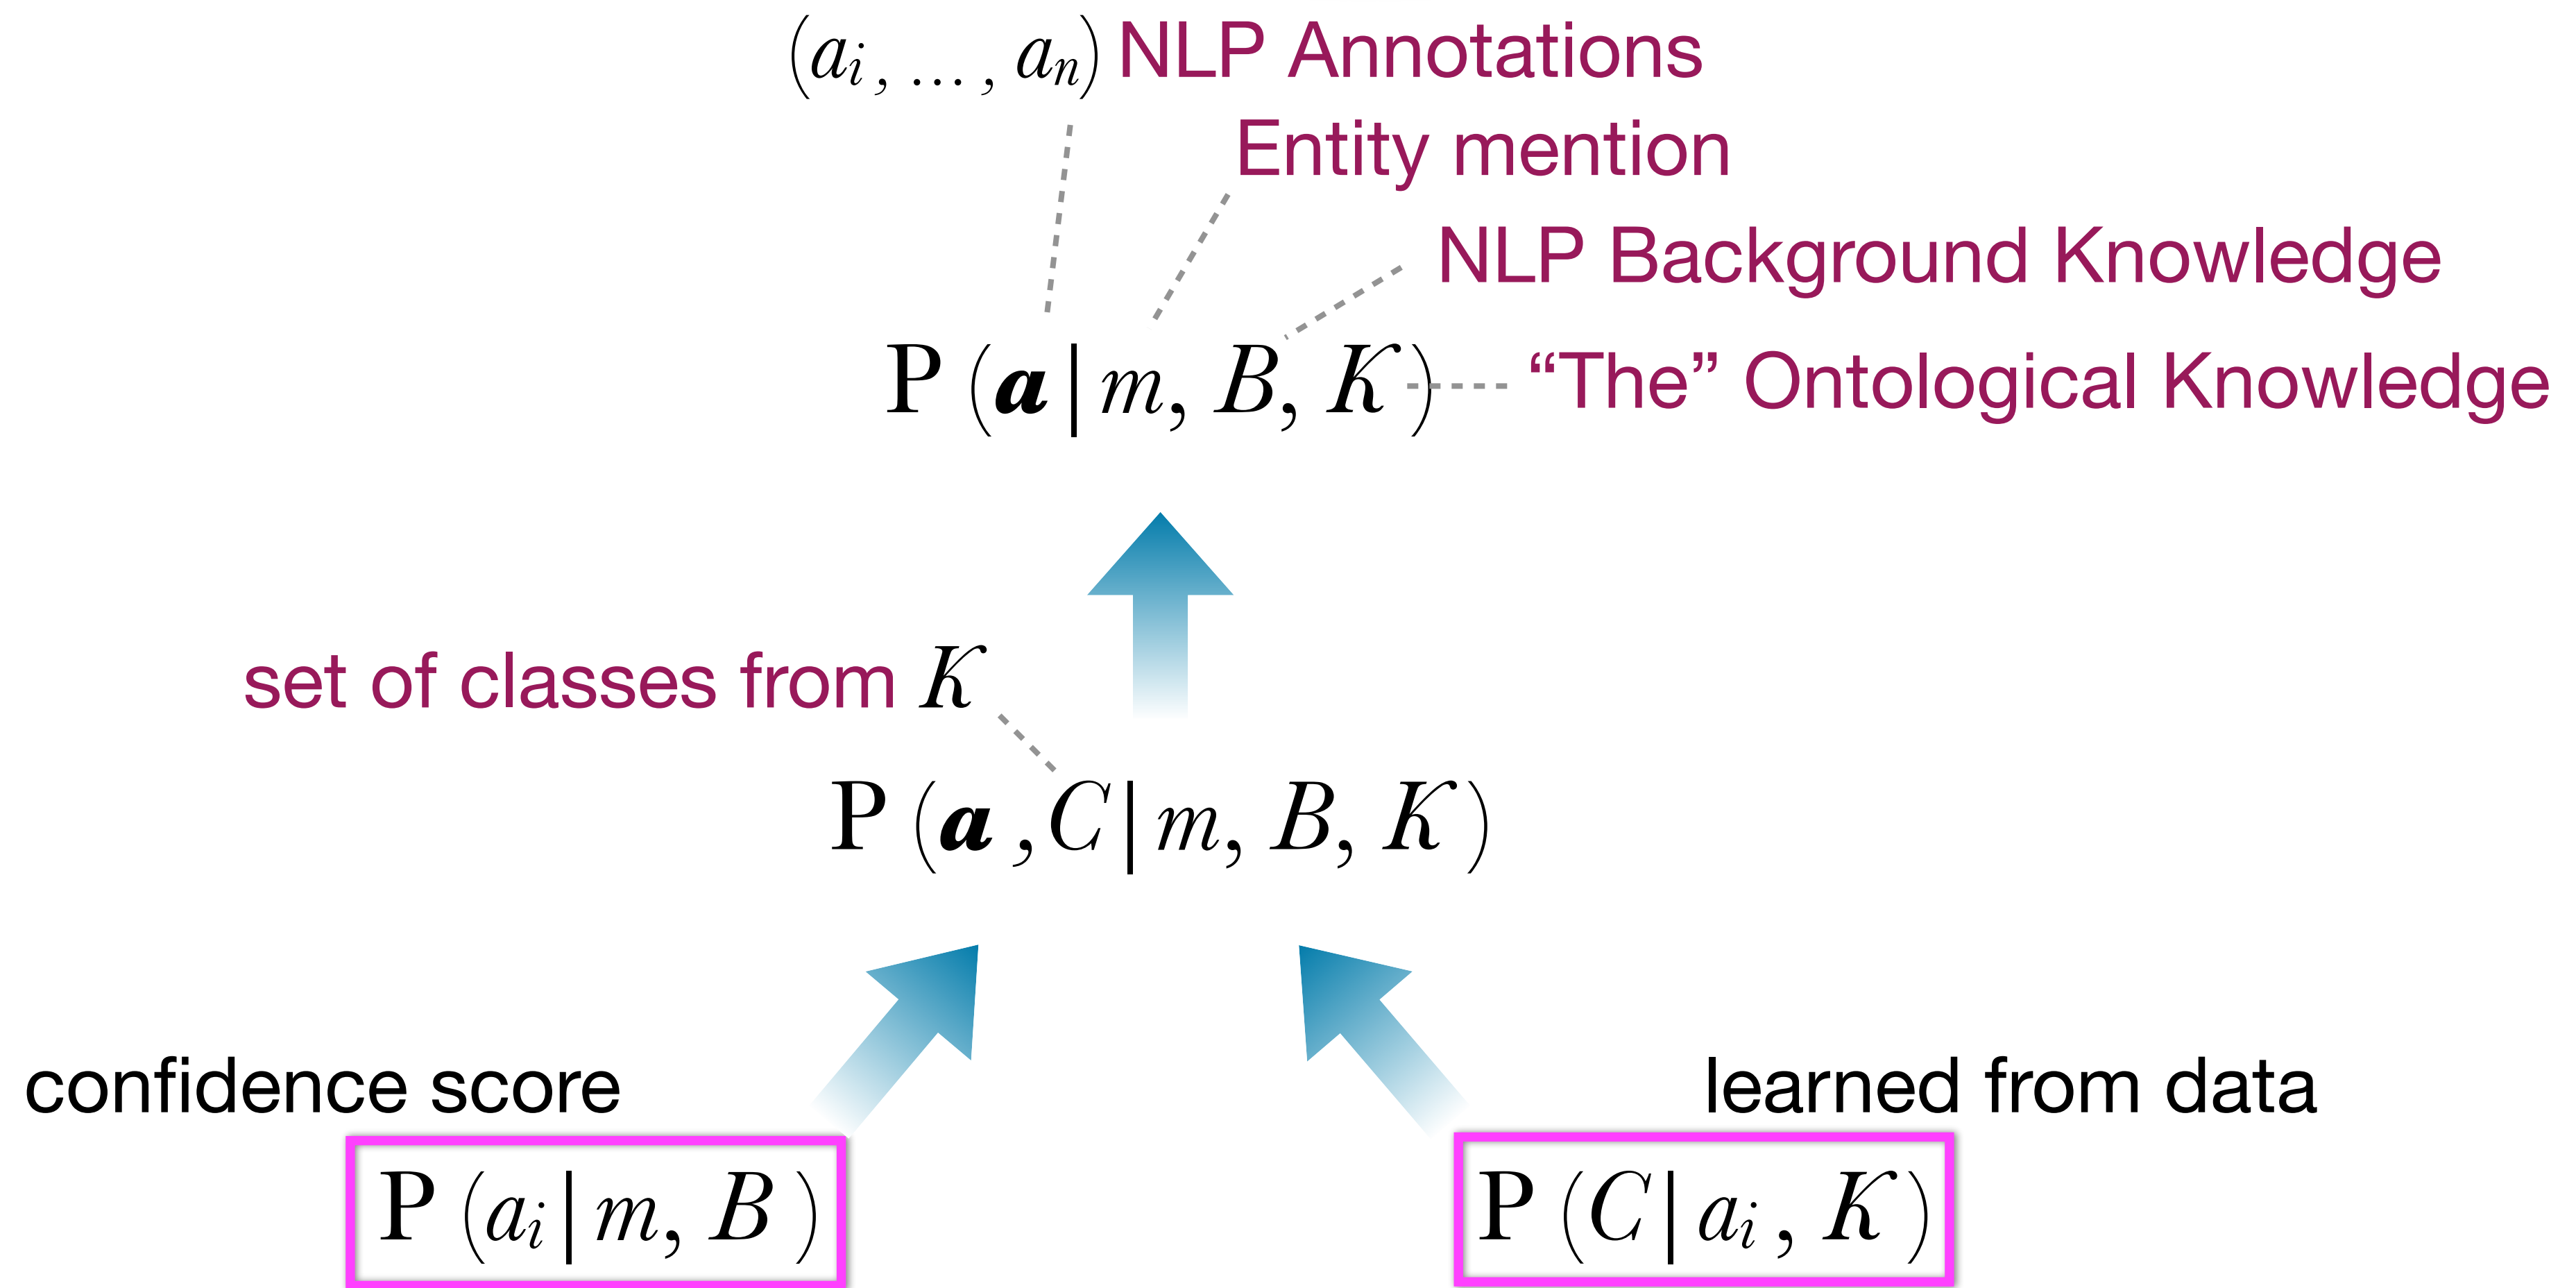 (aᵢ, ... , aₙ) NLP Annotations
Entity mention
NLP Background Knowledge
P (a | m, B, K) “The” Ontological Knowledge
set of classes from K
P (a ,C | m, B, K)
confidence score
learned from data
P (aᵢ | m, B )
P (C | aᵢ , K )